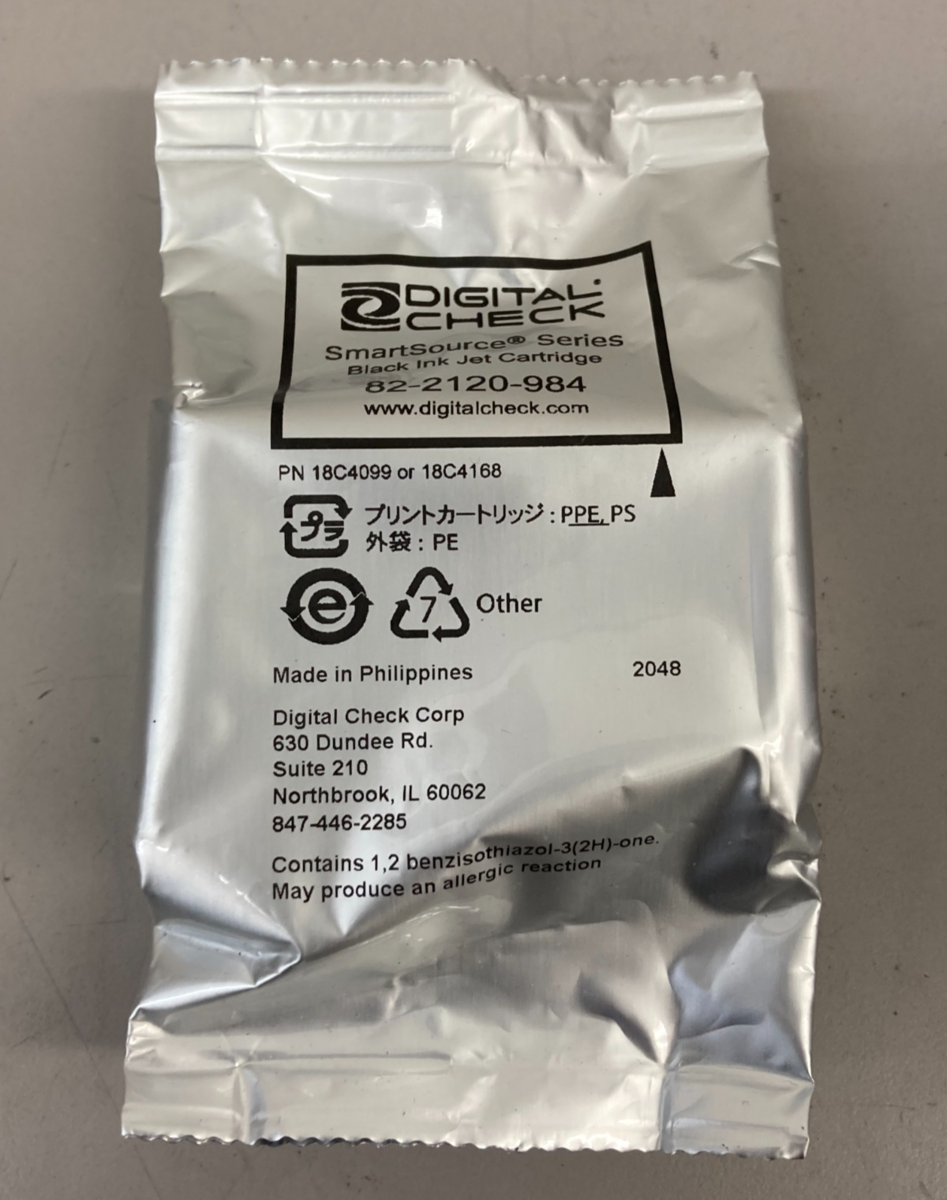 DIGITAL
CHECK
SmartSource® Series
Black Ink Jet Cartridge
82-2120-984
www.digitalcheck.com
PN 18C4099 or 18C4168
プラ
プリントカートリッジ : PPE, PS
外袋 : PE
e
7
Other
Made in Philippines
2048
Digital Check Corp
630 Dundee Rd.
Suite 210
Northbrook, IL 60062
847-446-2285
Contains 1,2 benzisothiazol-3(2H)-one.
May produce an allergic reaction